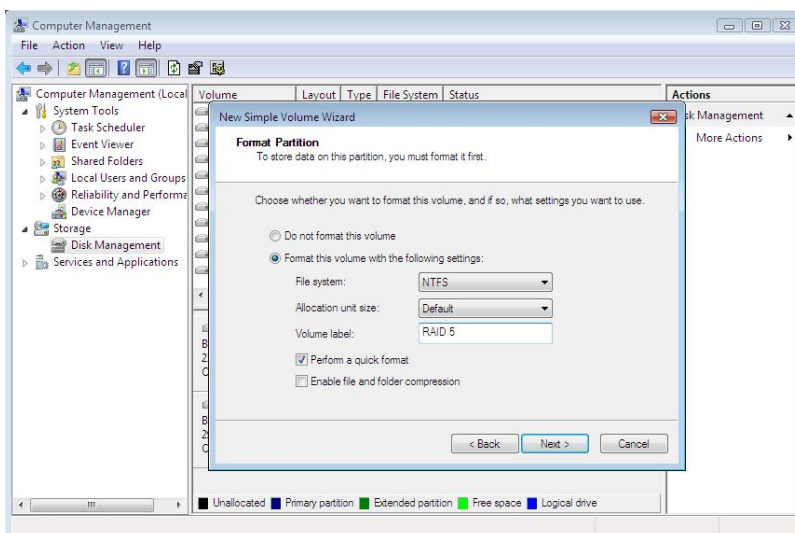 Computer Management
File Action View Help
Computer Management (Local
System Tools
Task Scheduler
Event Viewer
Shared Folders
Local Users and Groups
Reliability and Performa
Device Manager
Storage
Disk Management
Services and Applications
Volume Layout Type File System Status
Actions
sk Management
More Actions
New Simple Volume Wizard
Format Partition
To store data on this partition, you must format it first.
Choose whether you want to format this volume, and if so, what settings you want to use.
Do not format this volume
Format this volume with the following settings:
File system: NTFS
Allocation unit size: Default
Volume label: RAID 5
Perform a quick format
Enable file and folder compression
< Back Next > Cancel
Unallocated Primary partition Extended partition Free space Logical drive